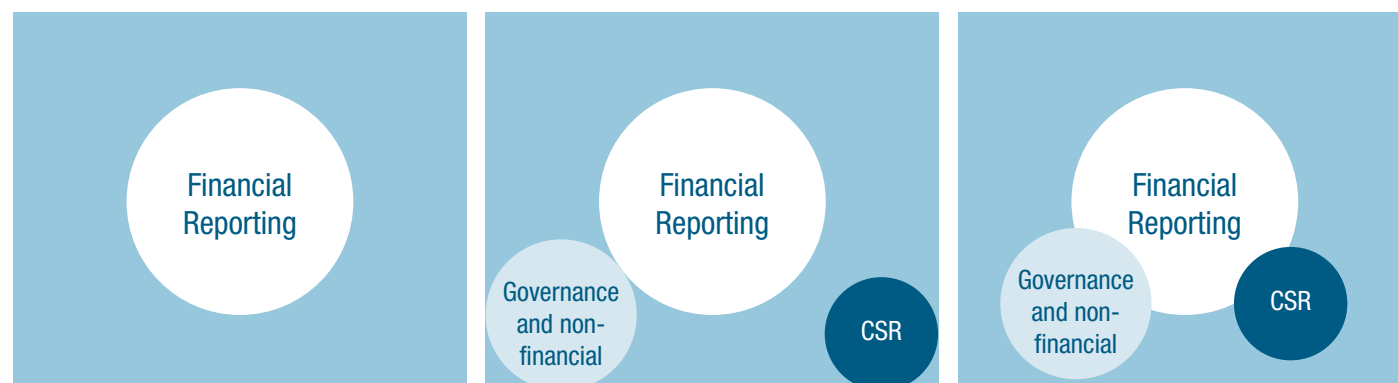 Financial
Reporting
Financial
Reporting
Governance
and non-
financial
CSR
Financial
Reporting
Governance
and non-
financial
CSR